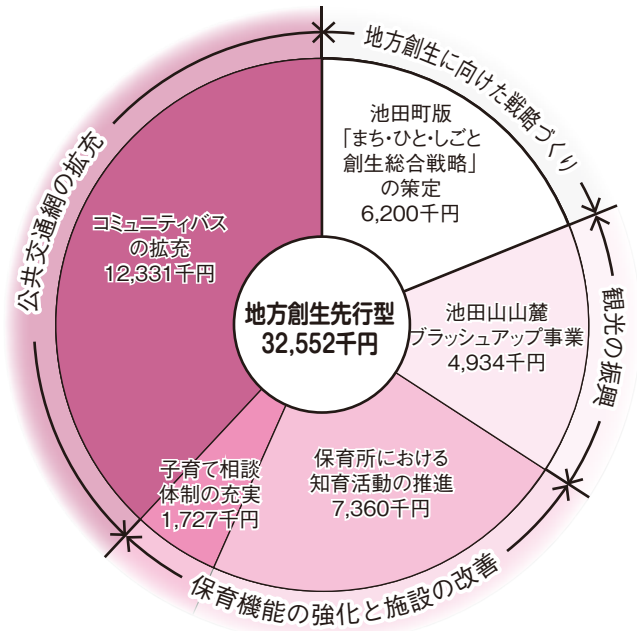 地方創生に向けた戦略づくり
池田町版
「まち・ひと・しごと
創生総合戦略」
の策定
6,200千円
観光の振興
池田山山麓
ブラッシュアップ事業
4,934千円
保育機能の強化と施設の改善
保育所における
知育活動の推進
7,360千円
子育て相談
体制の充実
1,727千円
公共交通網の拡充
コミュニティバス
の拡充
12,331千円
地方創生先行型
32,552千円